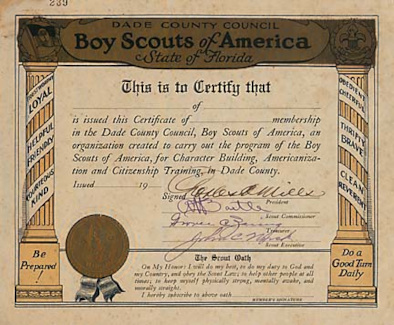 239
DADE COUNTY COUNCIL
Boy Scouts of America
State of Florida
This is to Certify that
of
is issued this Certificate of membership
in the Dade County Council, Boy Scouts of America, an
organization created to carry out the program of the Boy
Scouts of America, for Character Building, Americaniza-
tion and Citizenship Training, in Dade County.
Issued 19
Signed
President
Scout Commissioner
Treasurer
Scout Executive
TRUSTWORTHY
LOYAL
HELPFUL
FRIENDLY
COURTEOUS
KIND
OBEDIENT
CHEERFUL
THRIFTY
BRAVE
CLEAN
REVERENT
Be
Prepared!
Do a
Good Turn
Daily
The Scout Oath
On My Honor: I will do my best, to do my duty to God and
my Country, and obey the Scout Law; to help other people at all
times; to keep myself physically strong, mentally awake, and
morally straight.
I hereby subscribe to above oath
MEMBER'S SIGNATURE